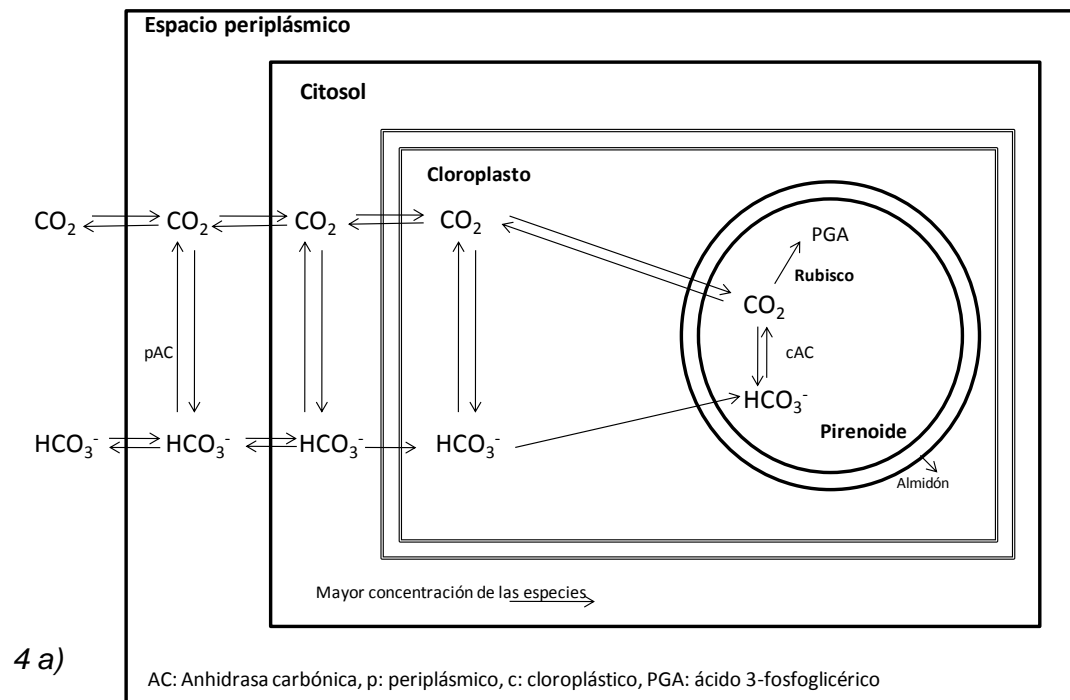 Espacio periplásmico
Citosol
Cloroplasto
CO₂ CO₂ CO₂ CO₂
PGA
Rubisco
CO₂
pAC
cAC
HCO₃⁻
HCO₃⁻ HCO₃⁻ HCO₃⁻ HCO₃⁻
Pirenoide
Almidón
Mayor concentración de las especies
4 a)
AC: Anhidrasa carbónica, p: periplásmico, c: cloroplástico, PGA: ácido 3-fosfoglicérico